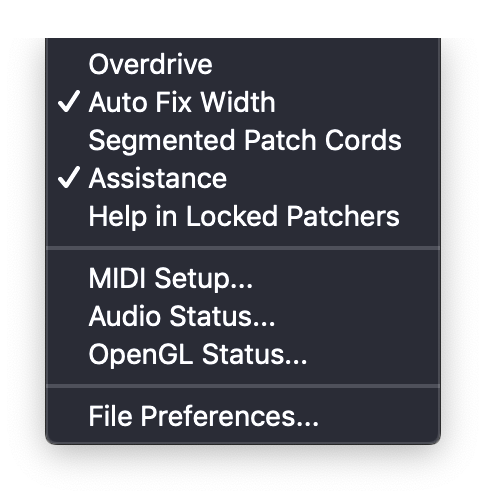 Overdrive
✓ Auto Fix Width
Segmented Patch Cords
✓ Assistance
Help in Locked Patchers
MIDI Setup...
Audio Status...
OpenGL Status...
File Preferences...